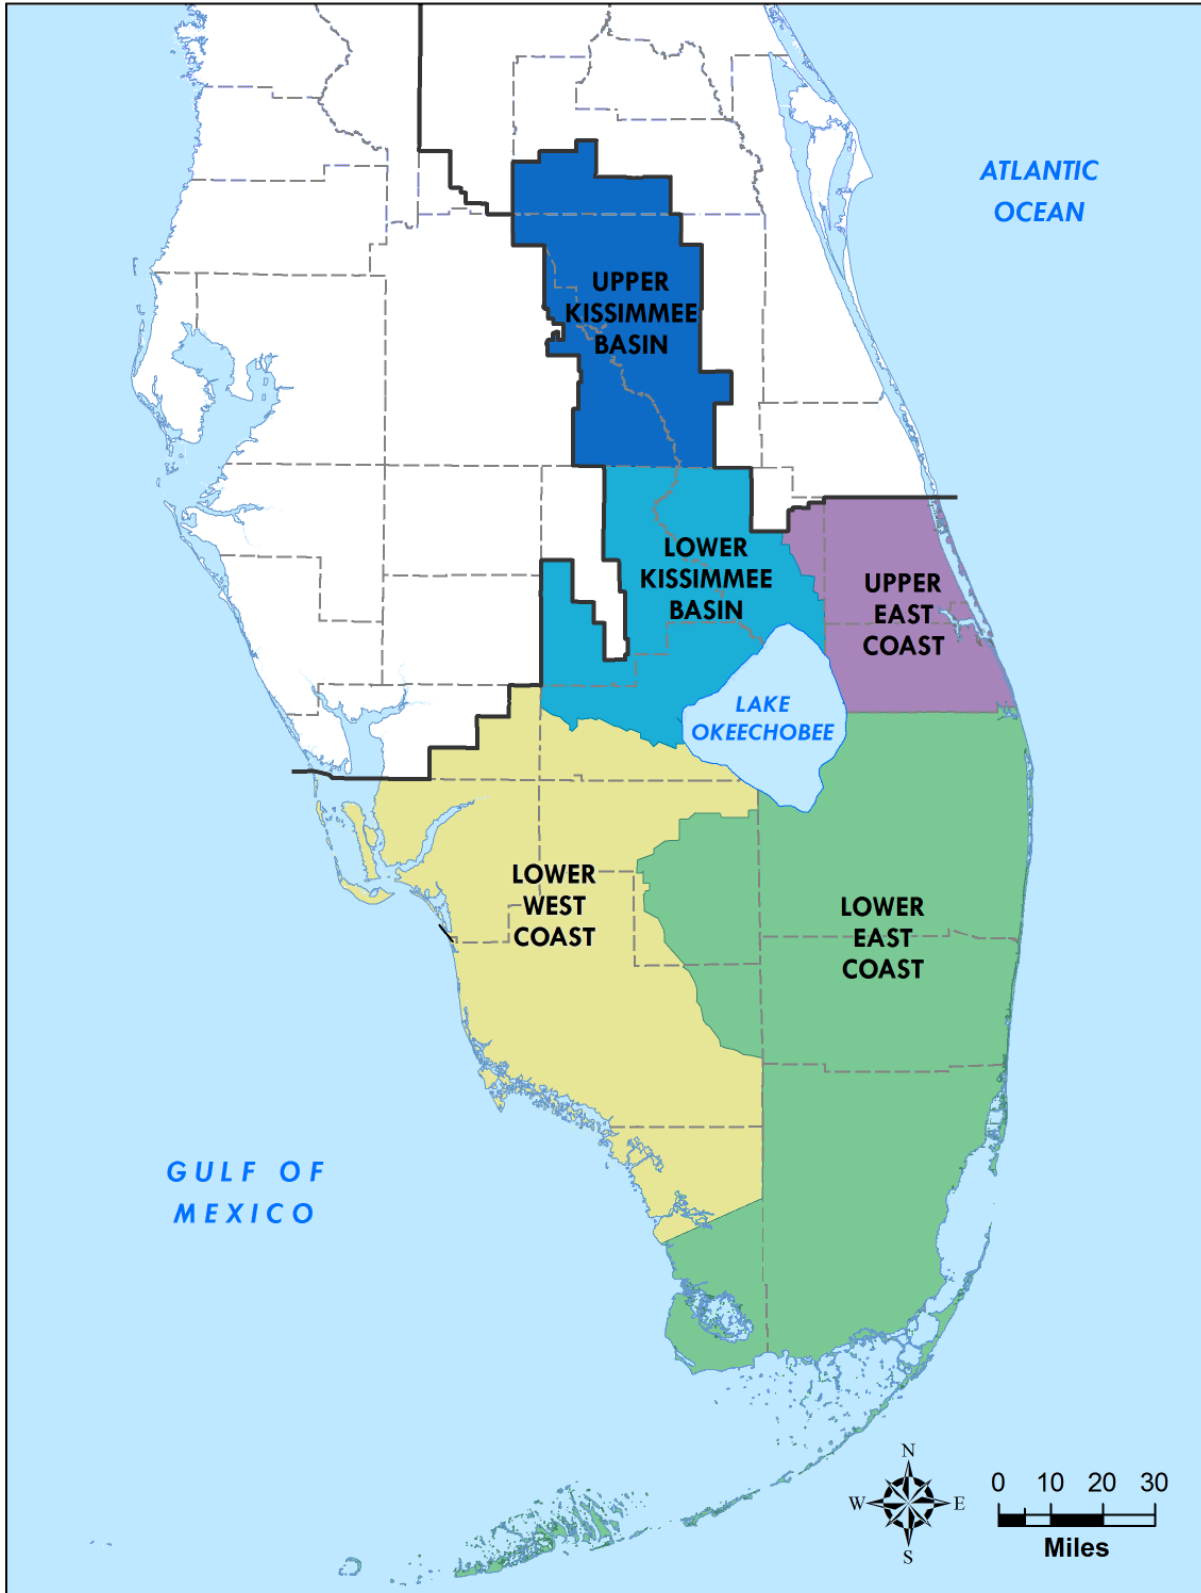 ATLANTIC
OCEAN
UPPER
KISSIMMEE
BASIN
LOWER
KISSIMMEE
BASIN
UPPER
EAST
COAST
LAKE
OKEECHOBEE
LOWER
WEST
COAST
LOWER
EAST
COAST
GULF OF
MEXICO
N
W E
S
0 10 20 30
Miles